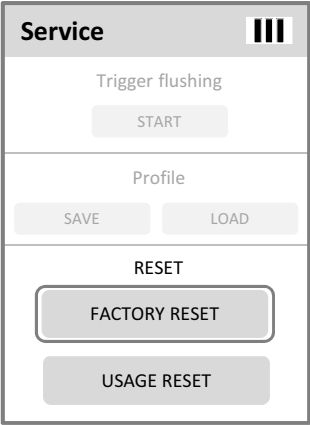 Service
Trigger flushing
START
Profile
SAVE LOAD
RESET
FACTORY RESET
USAGE RESET